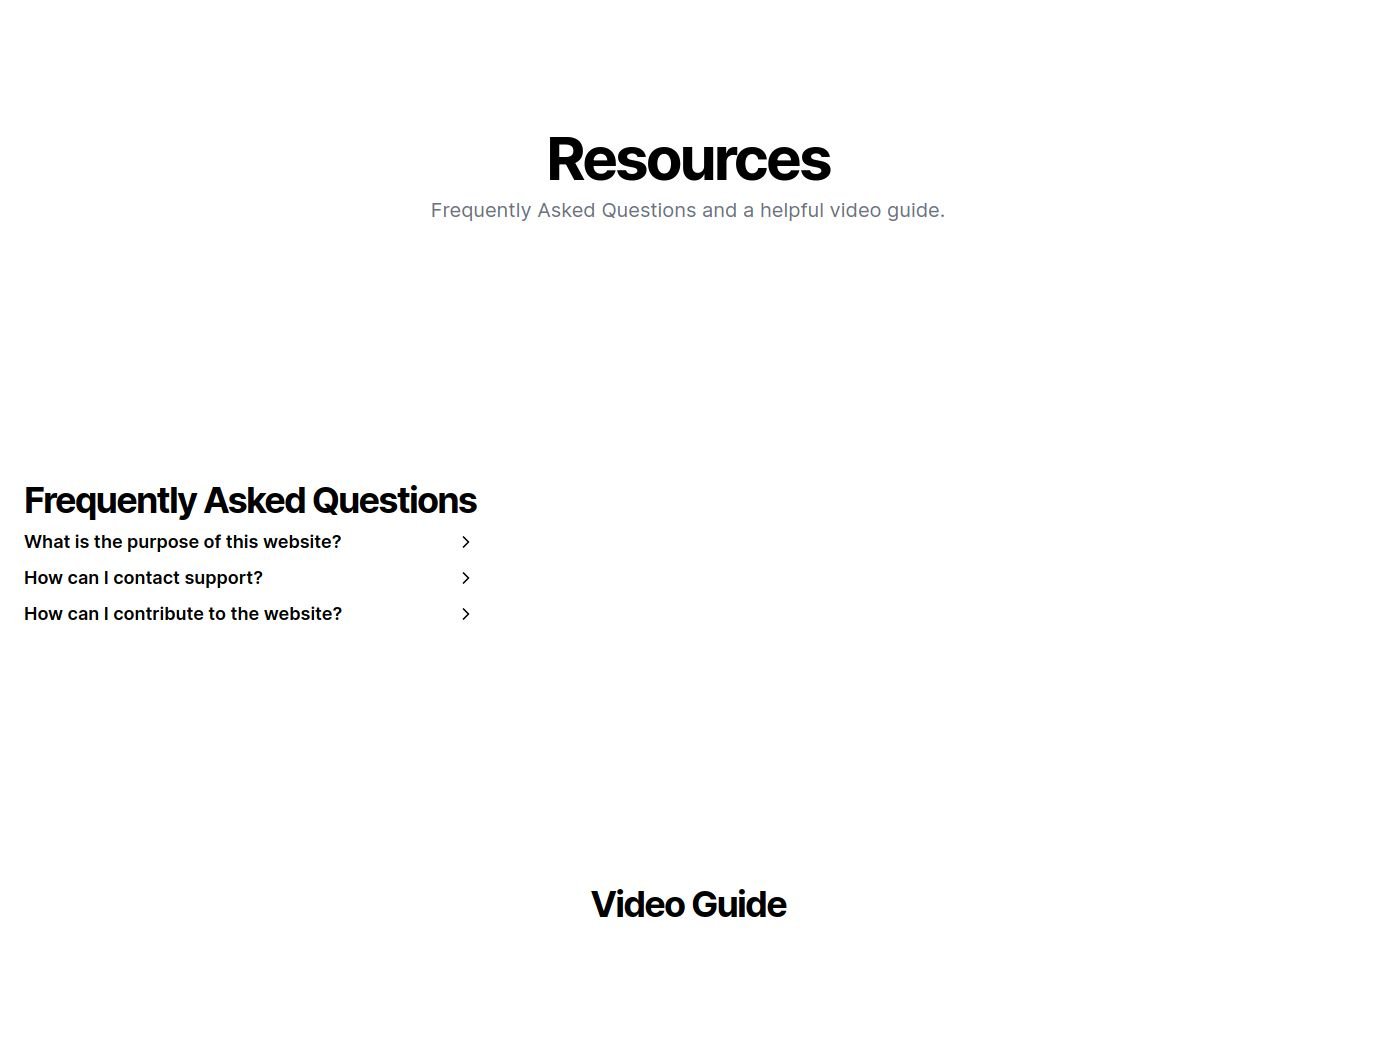 Resources
Frequently Asked Questions and a helpful video guide.
Frequently Asked Questions
What is the purpose of this website?
How can I contact support?
How can I contribute to the website?
Video Guide